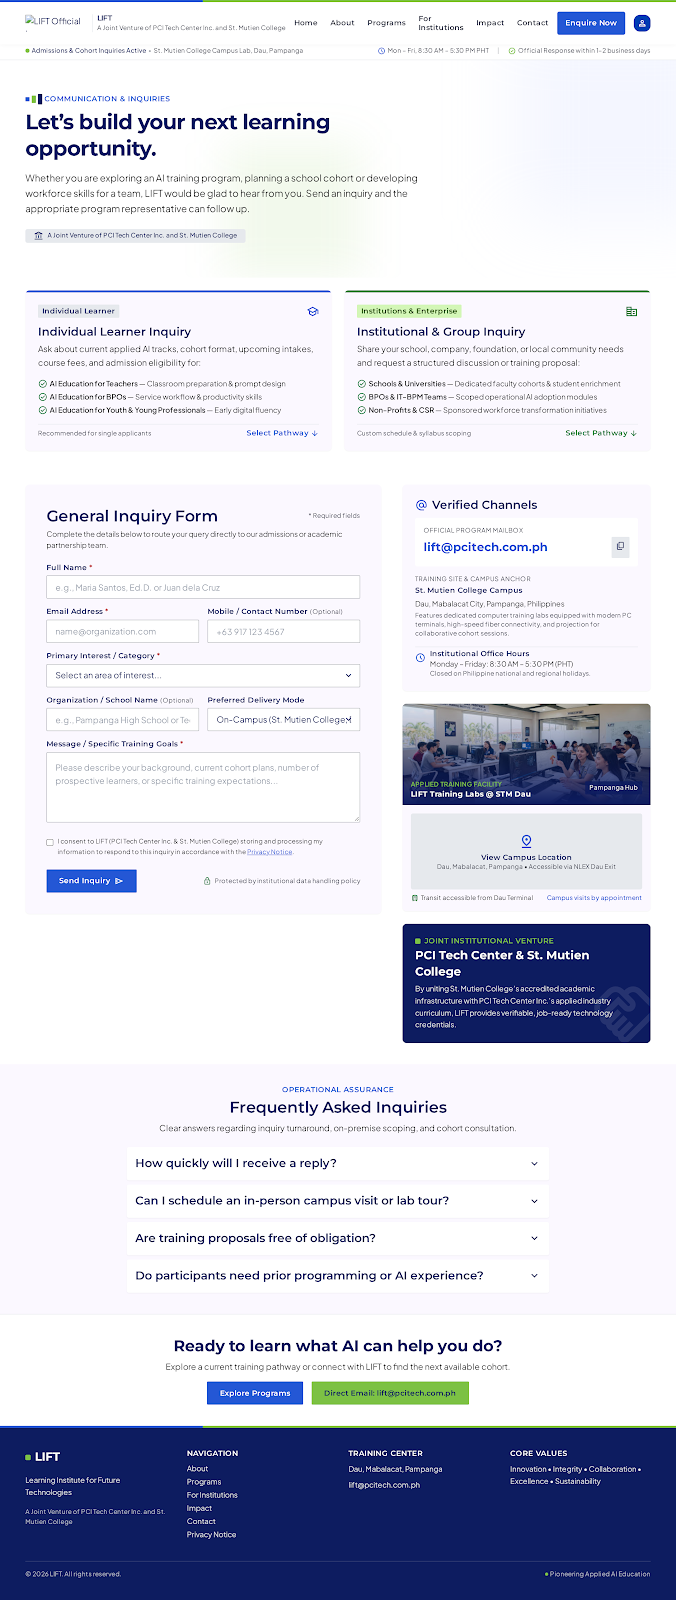 LIFT Official
LIFT
A Joint Venture of PCI Tech Center Inc. and St. Mutien College
Home
About
Programs
For
Institutions
Impact
Contact
Enquire Now
Admissions & Cohort Inquiries Active • St. Mutien College Campus Lab, Dau, Pampanga
Mon – Fri, 8:30 AM – 5:30 PM PHT
Official Response within 1–2 business days
COMMUNICATION & INQUIRIES
Let's build your next learning
opportunity.
Whether you are exploring an AI training program, planning a school cohort or developing
workforce skills for a team, LIFT would be glad to hear from you. Send an inquiry and the
appropriate program representative can follow up.
A Joint Venture of PCI Tech Center Inc. and St. Mutien College
Individual Learner
Individual Learner Inquiry
Ask about current applied AI tracks, cohort format, upcoming intakes,
course fees, and admission eligibility for:
AI Education for Teachers — Classroom preparation & prompt design
AI Education for BPOs — Service workflow & productivity skills
AI Education for Youth & Young Professionals — Early digital fluency
Recommended for single applicants
Select Pathway ↓
Institutions & Enterprise
Institutional & Group Inquiry
Share your school, company, foundation, or local community needs
and request a structured discussion or training proposal:
Schools & Universities — Dedicated faculty cohorts & student enrichment
BPOs & IT-BPM Teams — Scoped operational AI adoption modules
Non-Profits & CSR — Sponsored workforce transformation initiatives
Custom schedule & syllabus scoping
Select Pathway ↓
General Inquiry Form
* Required fields
Complete the details below to route your query directly to our admissions or academic
partnership team.
Full Name *
e.g., Maria Santos, Ed.D. or Juan dela Cruz
Email Address *
Mobile / Contact Number (Optional)
name@organization.com
+63 917 123 4567
Primary Interest / Category *
Select an area of interest...
Organization / School Name (Optional)
Preferred Delivery Mode
e.g., Pampanga High School or Te
On-Campus (St. Mutien College,
Message / Specific Training Goals *
Please describe your background, current cohort plans, number of
prospective learners, or specific training expectations...
I consent to LIFT (PCI Tech Center Inc. & St. Mutien College) storing and processing my
information to respond to this inquiry in accordance with the Privacy Notice.
Send Inquiry
Protected by institutional data handling policy
Verified Channels
OFFICIAL PROGRAM MAILBOX
lift@pcitech.com.ph
TRAINING SITE & CAMPUS ANCHOR
St. Mutien College Campus
Dau, Mabalacat City, Pampanga, Philippines
Features dedicated computer training labs equipped with modern PC
terminals, high-speed fiber connectivity, and projection for
collaborative cohort sessions.
Institutional Office Hours
Monday – Friday: 8:30 AM – 5:30 PM (PHT)
Closed on Philippine national and regional holidays.
APPLIED TRAINING FACILITY
LIFT Training Labs @ STM Dau
Pampanga Hub
View Campus Location
Dau, Mabalacat, Pampanga • Accessible via NLEX Dau Exit
Transit accessible from Dau Terminal
Campus visits by appointment
JOINT INSTITUTIONAL VENTURE
PCI Tech Center & St. Mutien
College
By uniting St. Mutien College's accredited academic
infrastructure with PCI Tech Center Inc.'s applied industry
curriculum, LIFT provides verifiable, job-ready technology
credentials.
OPERATIONAL ASSURANCE
Frequently Asked Inquiries
Clear answers regarding inquiry turnaround, on-premise scoping, and cohort consultation.
How quickly will I receive a reply?
Can I schedule an in-person campus visit or lab tour?
Are training proposals free of obligation?
Do participants need prior programming or AI experience?
Ready to learn what AI can help you do?
Explore a current training pathway or connect with LIFT to find the next available cohort.
Explore Programs
Direct Email: lift@pcitech.com.ph
LIFT
Learning Institute for Future
Technologies
A Joint Venture of PCI Tech Center Inc. and St.
Mutien College
NAVIGATION
About
Programs
For Institutions
Impact
Contact
Privacy Notice
TRAINING CENTER
Dau, Mabalacat, Pampanga
lift@pcitech.com.ph
CORE VALUES
Innovation • Integrity • Collaboration •
Excellence • Sustainability
© 2026 LIFT. All rights reserved.
Pioneering Applied AI Education